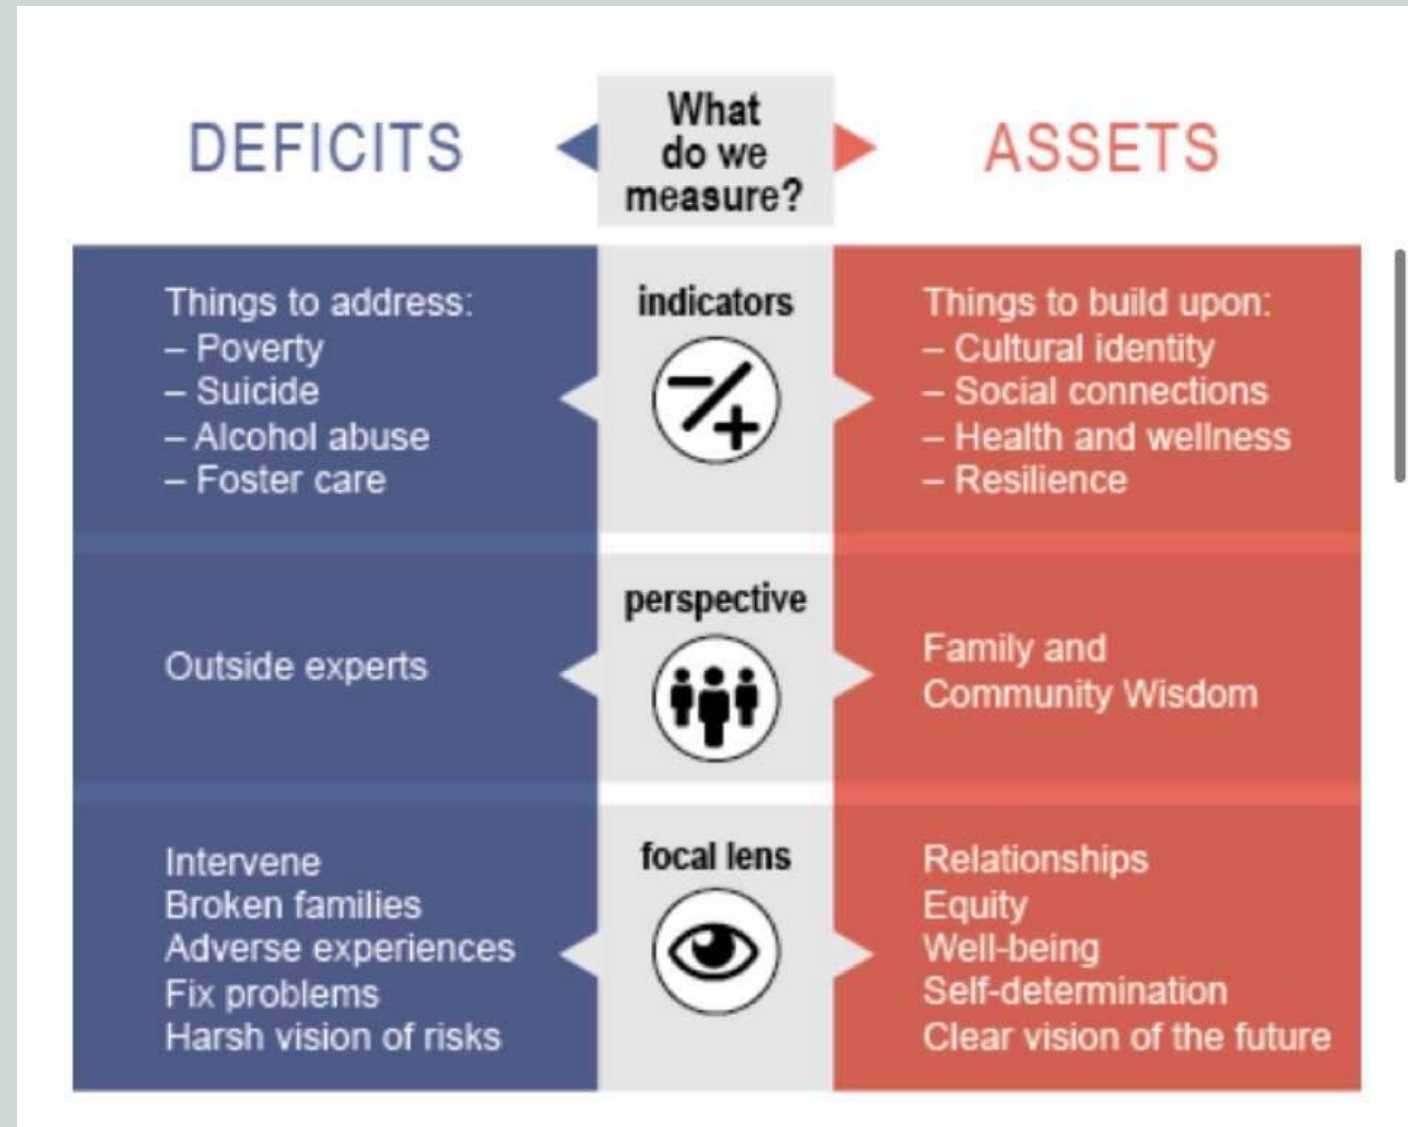 What
do we
measure?
DEFICITS
ASSETS
indicators
Things to address:
– Poverty
– Suicide
– Alcohol abuse
– Foster care
Things to build upon:
– Cultural identity
– Social connections
– Health and wellness
– Resilience
perspective
Outside experts
Family and
Community Wisdom
focal lens
Intervene
Broken families
Adverse experiences
Fix problems
Harsh vision of risks
Relationships
Equity
Well-being
Self-determination
Clear vision of the future